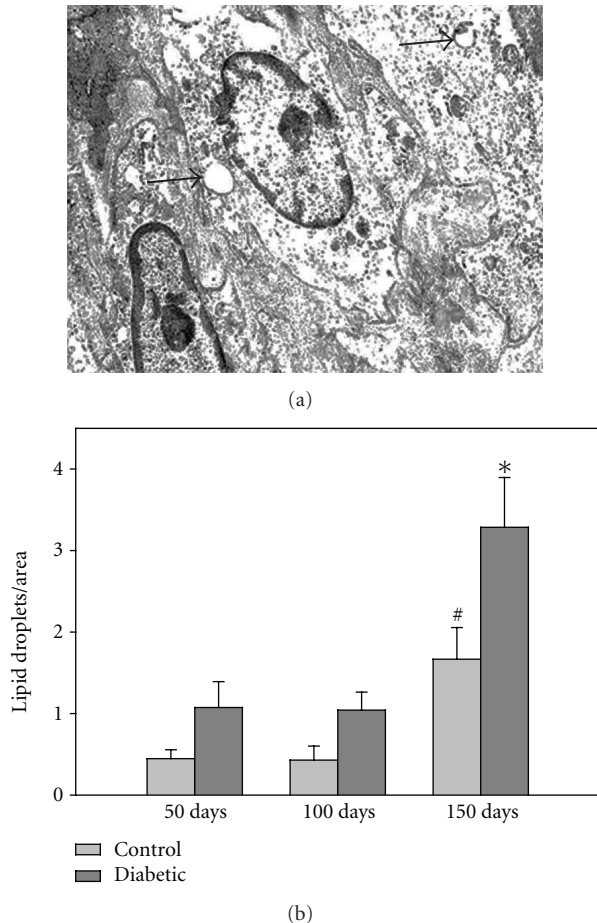 (a)
4
3
2
1
0
Lipid droplets/area
#
*
50 days
100 days
150 days
Control
Diabetic
(b)